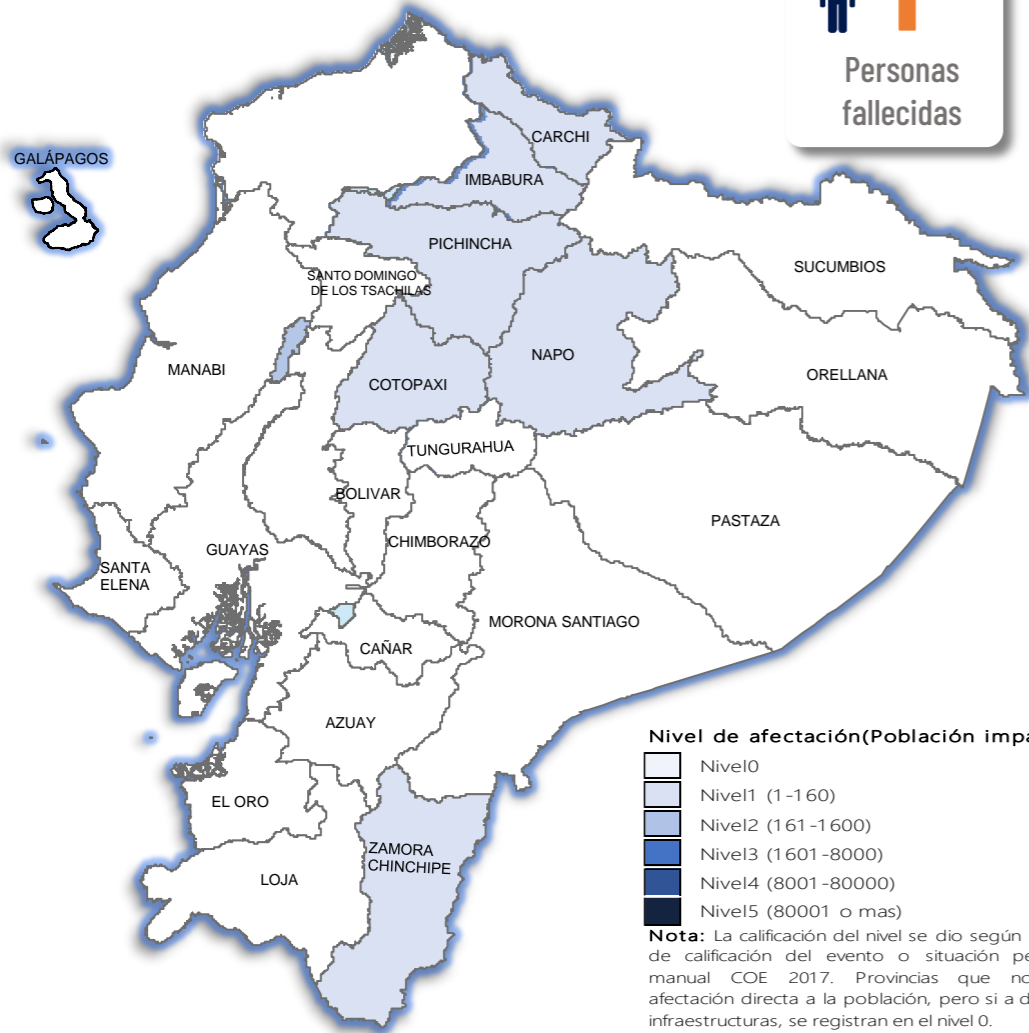 Personas
fallecidas
CARCHI
GALÁPAGOS
IMBABURA
PICHINCHA
SUCUMBIOS
SANTO DOMINGO
DE LOS TSACHILAS
NAPO
MANABI
ORELLANA
COTOPAXI
TUNGURAHUA
BOLIVAR
PASTAZA
CHIMBORAZO
GUAYAS
SANTA
ELENA
MORONA SANTIAGO
CAÑAR
AZUAY
EL ORO
ZAMORA
CHINCHIPE
LOJA
Nivel de afectación(Población impa
Nivel0
Nivel1 (1-160)
Nivel2 (161-1600)
Nivel3 (1601-8000)
Nivel4 (8001-80000)
Nivel5 (80001 o mas)
Nota: La calificación del nivel se dio según
de calificación del evento o situación pe
manual COE 2017. Provincias que no
afectación directa a la población, pero si a d
infraestructuras, se registran en el nivel 0.